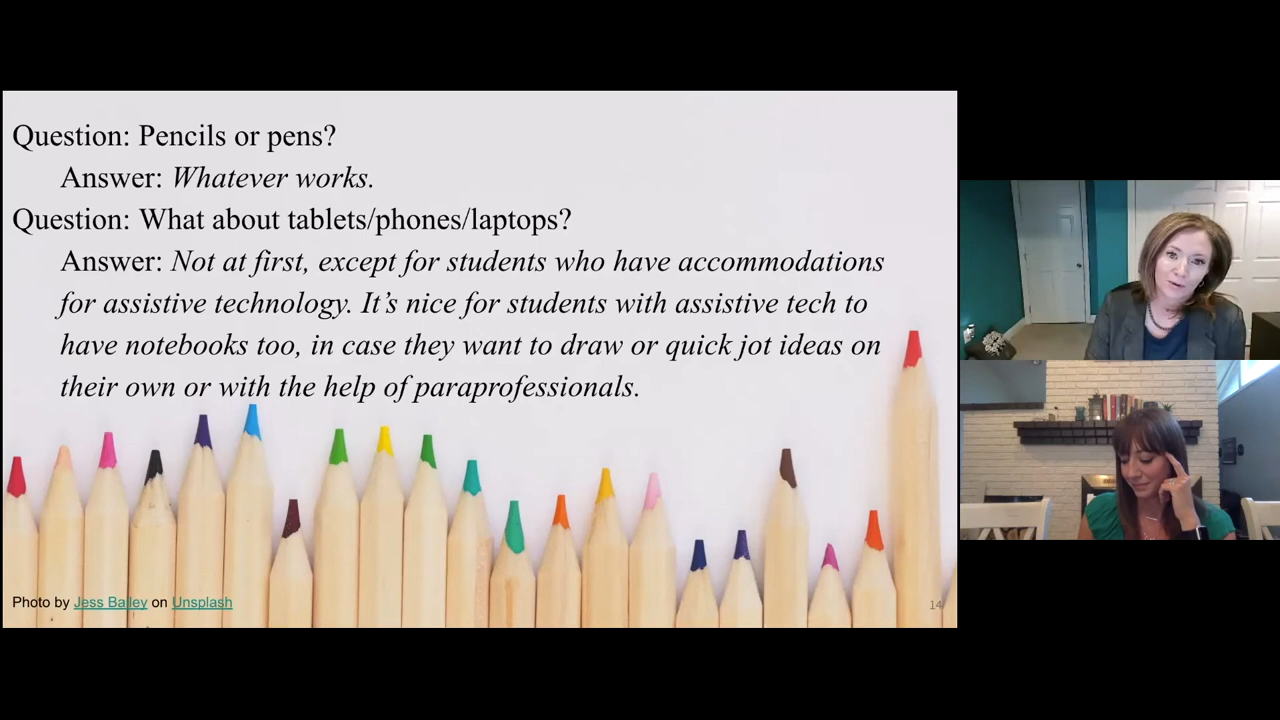 Question: Pencils or pens?
Answer: Whatever works.
Question: What about tablets/phones/laptops?
Answer: Not at first, except for students who have accommodations
for assistive technology. It’s nice for students with assistive tech to
have notebooks too, in case they want to draw or quick jot ideas on
their own or with the help of paraprofessionals.
Photo by Jess Bailey on Unsplash
14